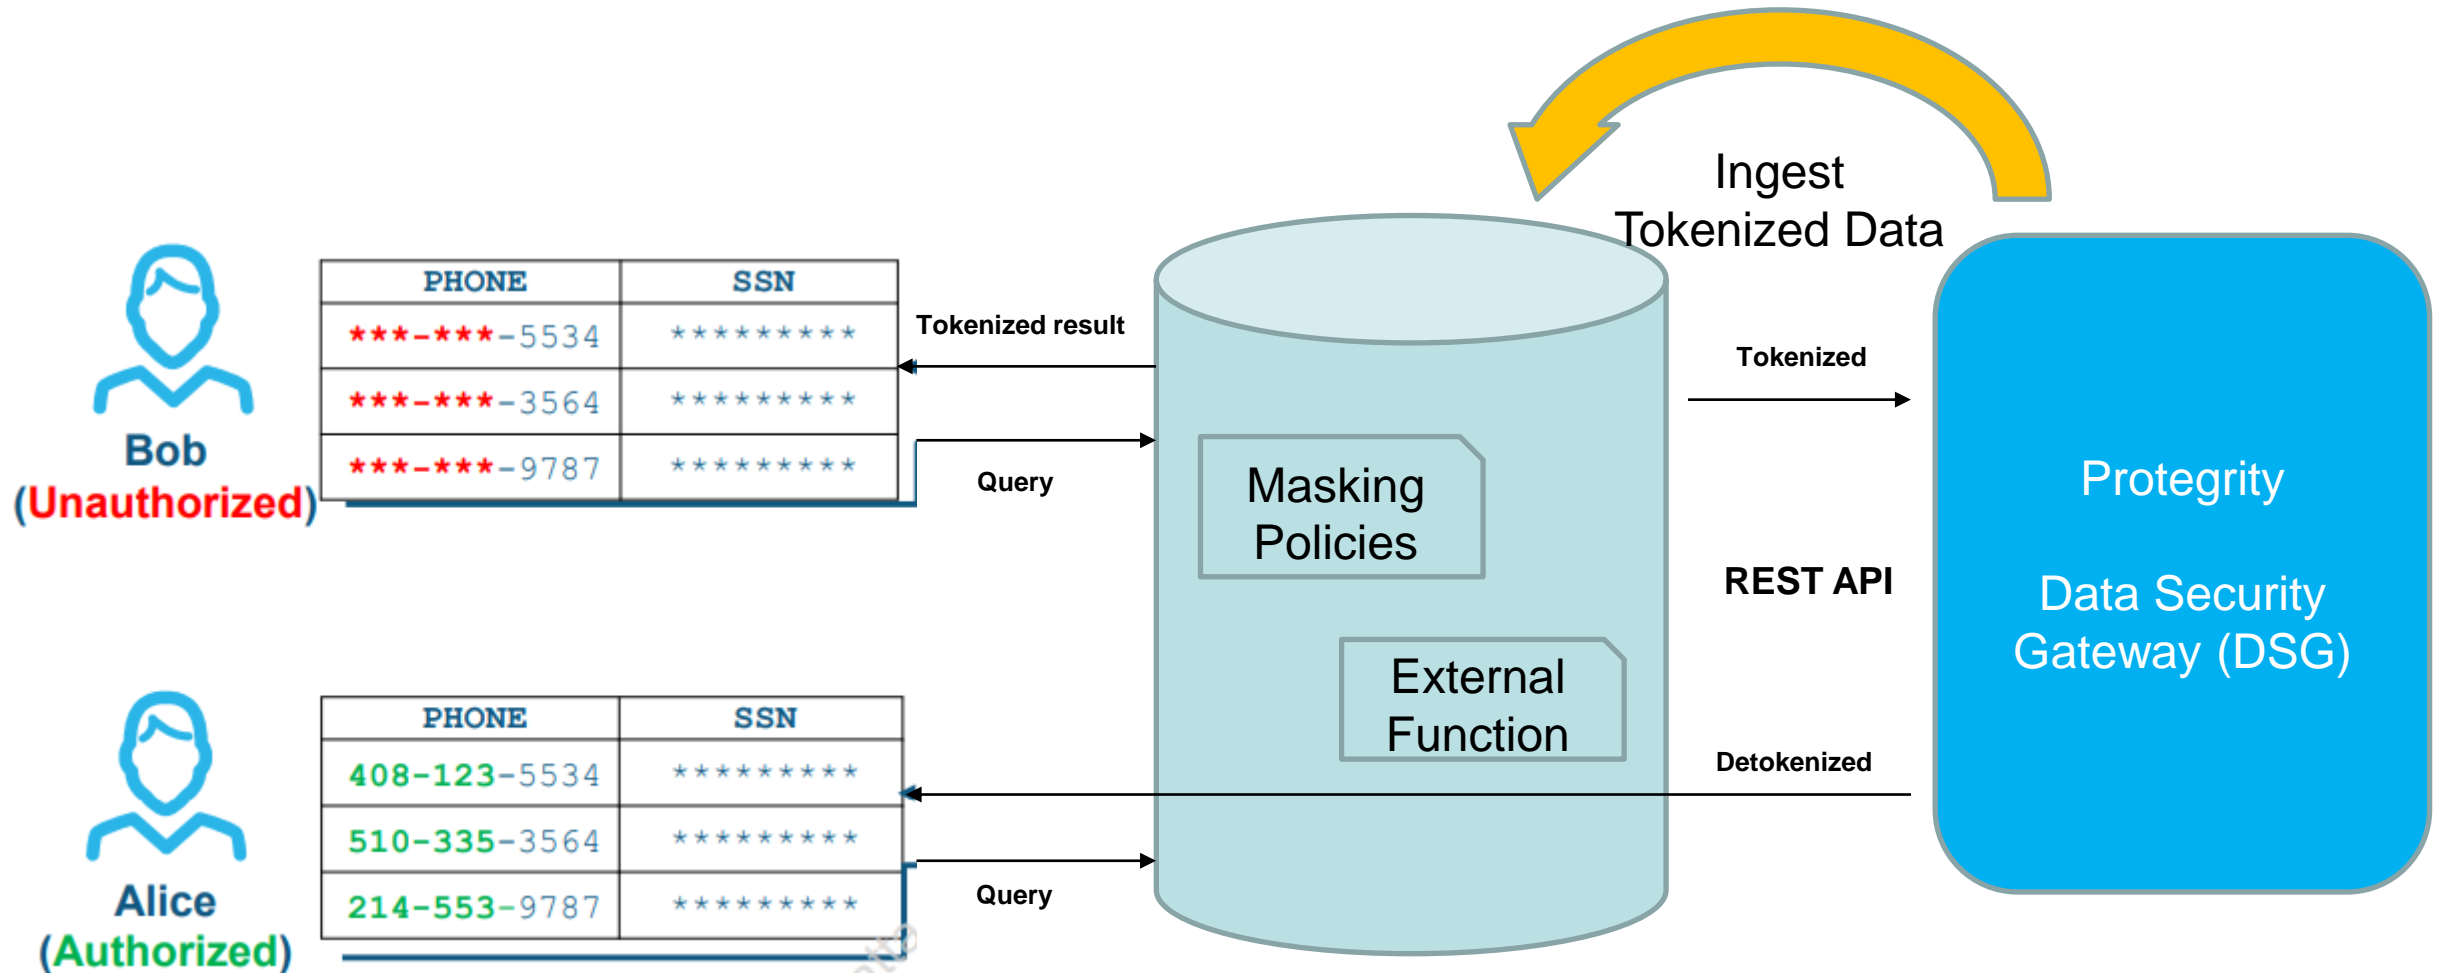 Ingest
Tokenized Data
PHONE SSN
***-***-5534 *********
***-***-3564 *********
***-***-9787 *********
Bob
(Unauthorized)
Tokenized result
Query
Masking
Policies
External
Function
Tokenized
REST API
Detokenized
Protegrity
Data Security
Gateway (DSG)
PHONE SSN
408-123-5534 *********
510-335-3564 *********
214-553-9787 *********
Alice
(Authorized)
Query